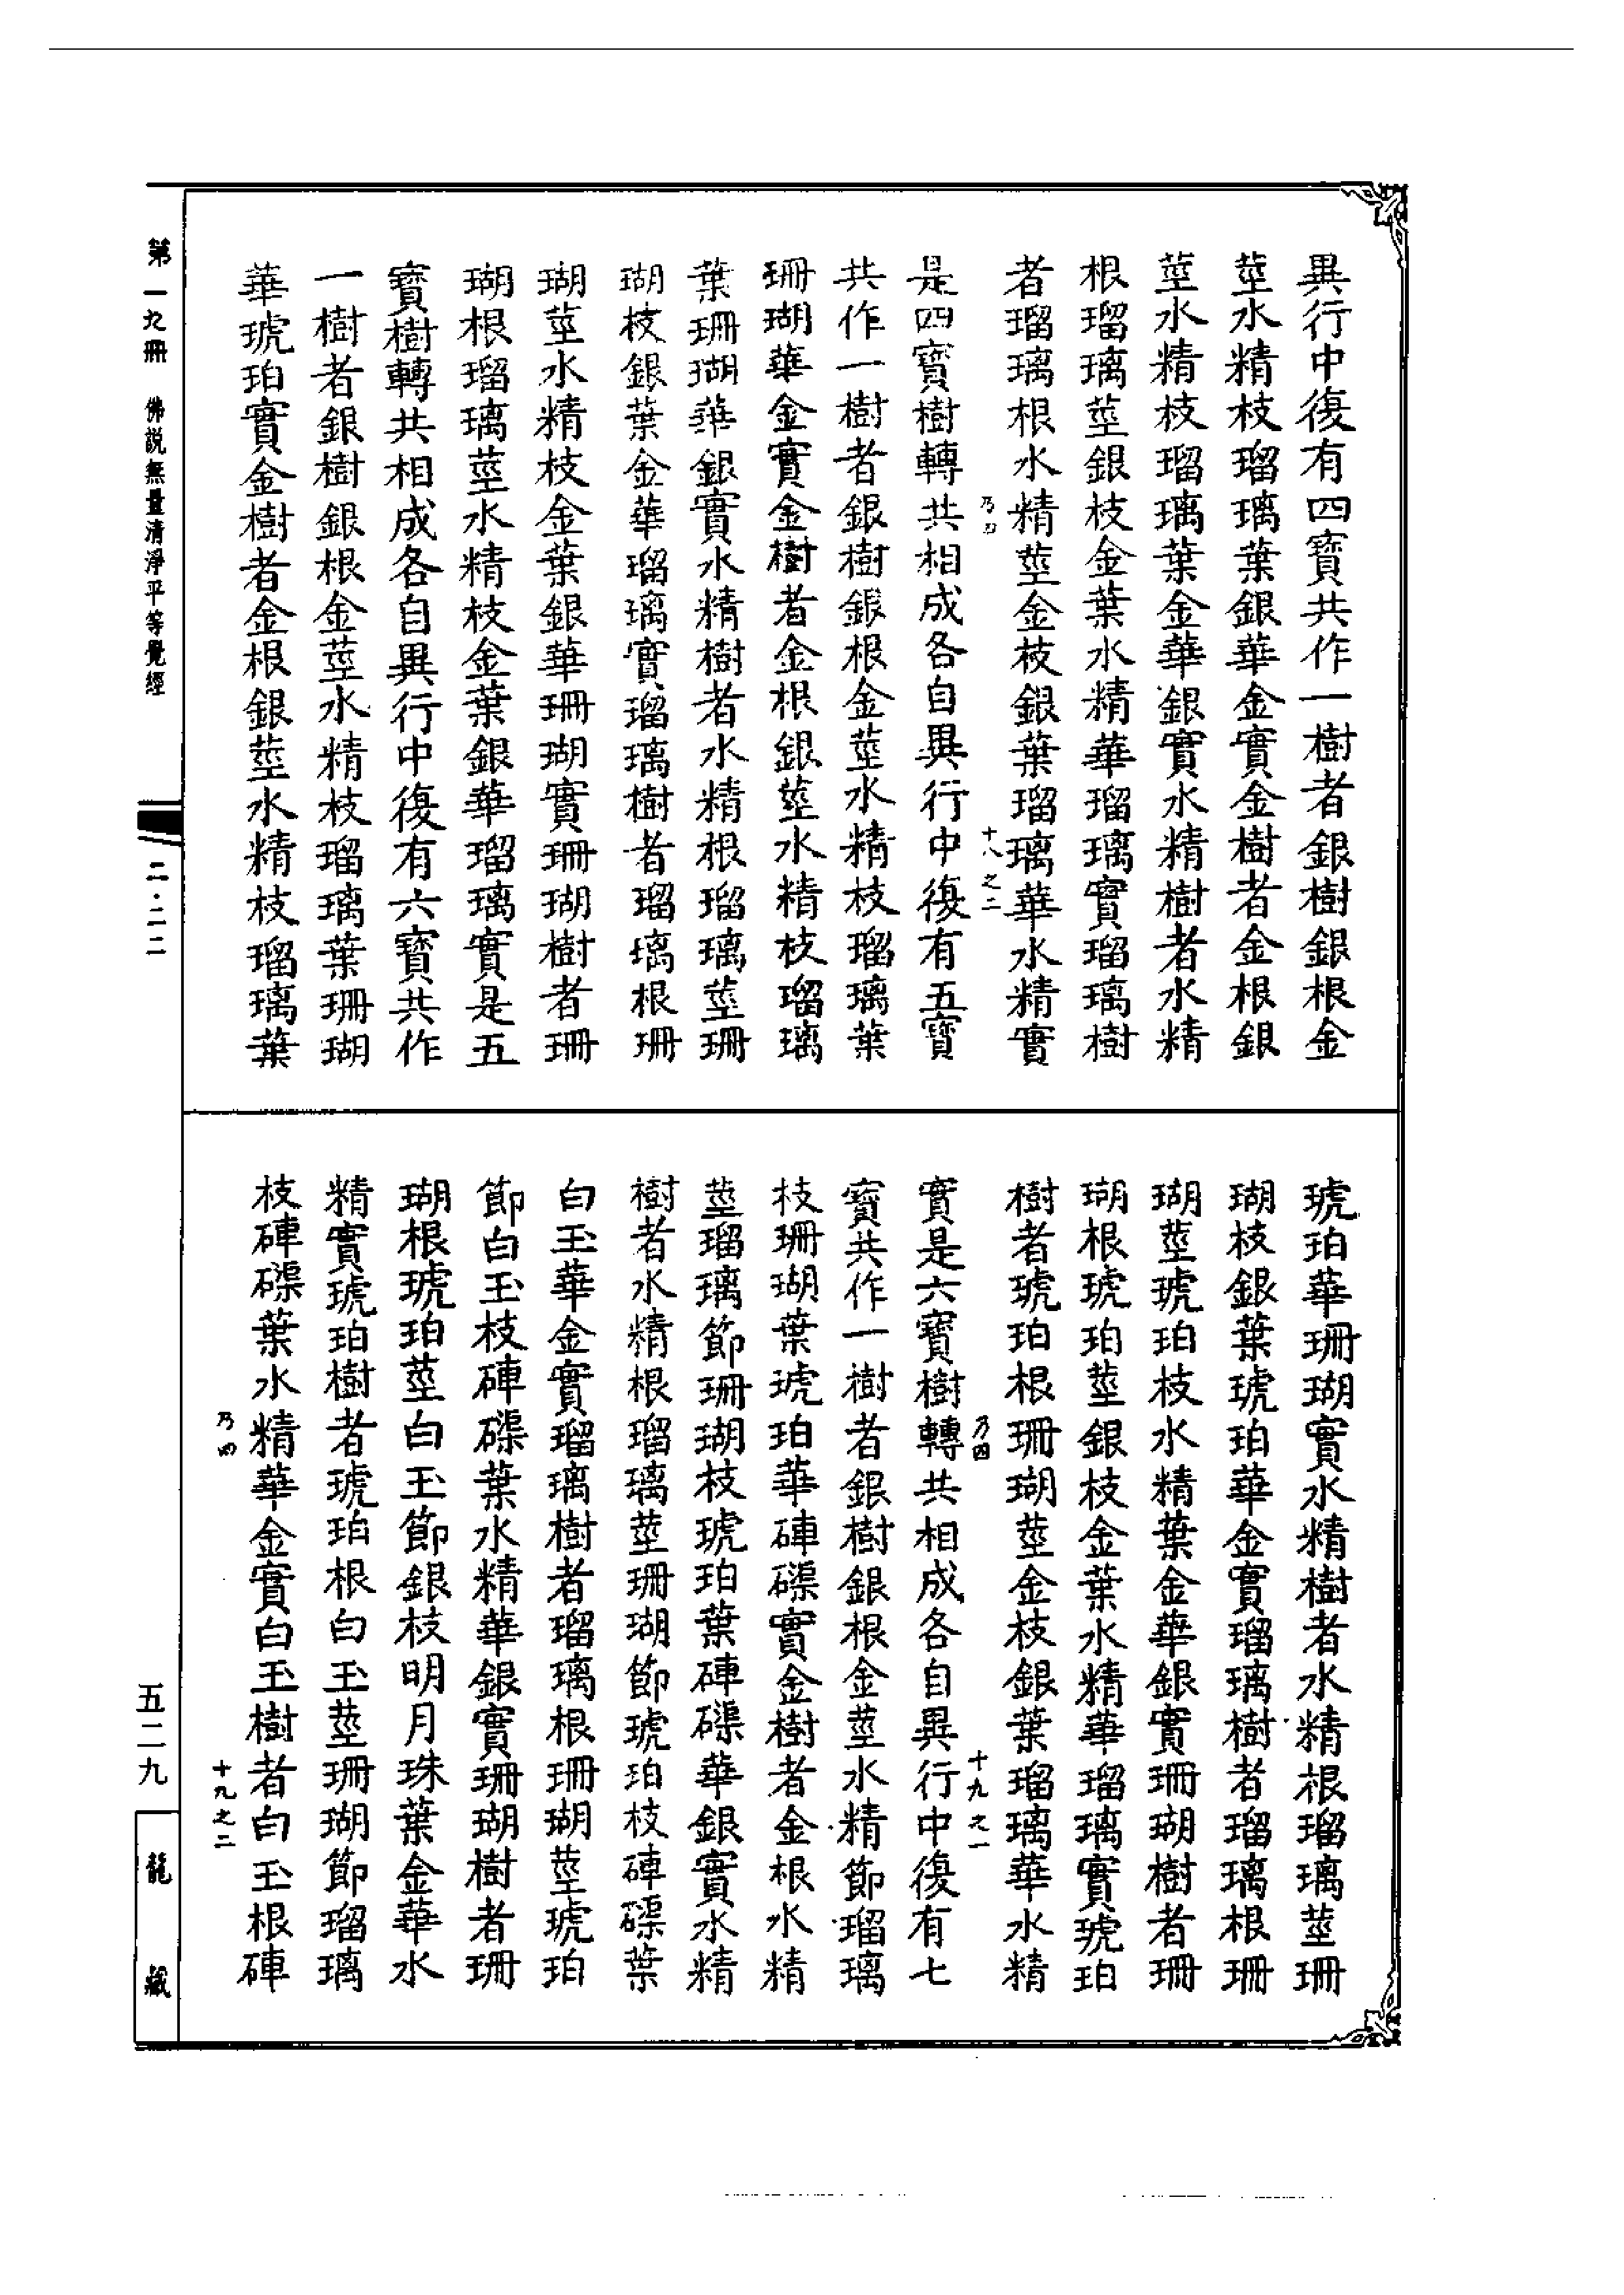 異行中復有四寶共作一樹者銀樹銀根金
莖水精枝瑠璃葉銀華金實金樹者金根銀
莖水精枝瑠璃葉金華銀實水精樹者水精
根瑠璃莖銀枝金葉水精華瑠璃實瑠璃樹
者瑠璃根水精莖金枝銀葉瑠璃華水精實
十八之二
是四寶樹轉共相成各自異行中復有五寶
共作一樹者銀樹銀根金莖水精枝瑠璃葉
珊瑚華金實金樹者金根銀莖水精枝瑠璃
葉珊瑚華銀實水精樹者水精根瑠璃莖珊
瑚枝銀葉金華瑠璃實瑠璃樹者瑠璃根珊
瑚莖水精枝金葉銀華珊瑚實珊瑚樹者珊
瑚根瑠璃莖水精枝金葉銀華瑠璃實是五
寶樹轉共相成各自異行中復有六寶共作
一樹者銀樹銀根金莖水精枝瑠璃葉珊瑚
華琥珀實金樹者金根銀莖水精枝瑠璃葉
琥珀華珊瑚實水精樹者水精根瑠璃莖珊
瑚枝銀葉琥珀華金實瑠璃樹者瑠璃根珊
瑚莖琥珀枝水精葉金華銀實珊瑚樹者珊
瑚根琥珀莖銀枝金葉水精華瑠璃實琥珀
樹者琥珀根珊瑚莖金枝銀葉瑠璃華水精
乃四 十九之一
實是六寶樹轉共相成各自異行中復有七
寶共作一樹者銀樹銀根金莖水精節瑠璃
枝珊瑚葉琥珀華硨磲實金樹者金根水精
莖瑠璃節珊瑚枝琥珀葉硨磲華銀實水精
樹者水精根瑠璃莖珊瑚節琥珀枝硨磲葉
白玉華金實瑠璃樹者瑠璃根珊瑚莖琥珀
節白玉枝硨磲葉水精華銀實珊瑚樹者珊
瑚根琥珀莖白玉節銀枝明月珠葉金華水
精實琥珀樹者琥珀根白玉莖珊瑚節瑠璃
枝硨磲葉水精華金實白玉樹者白玉根硨
乃四 十九之二
第一九冊 佛說無量清淨平等覺經
二·二二
五二九
龍藏